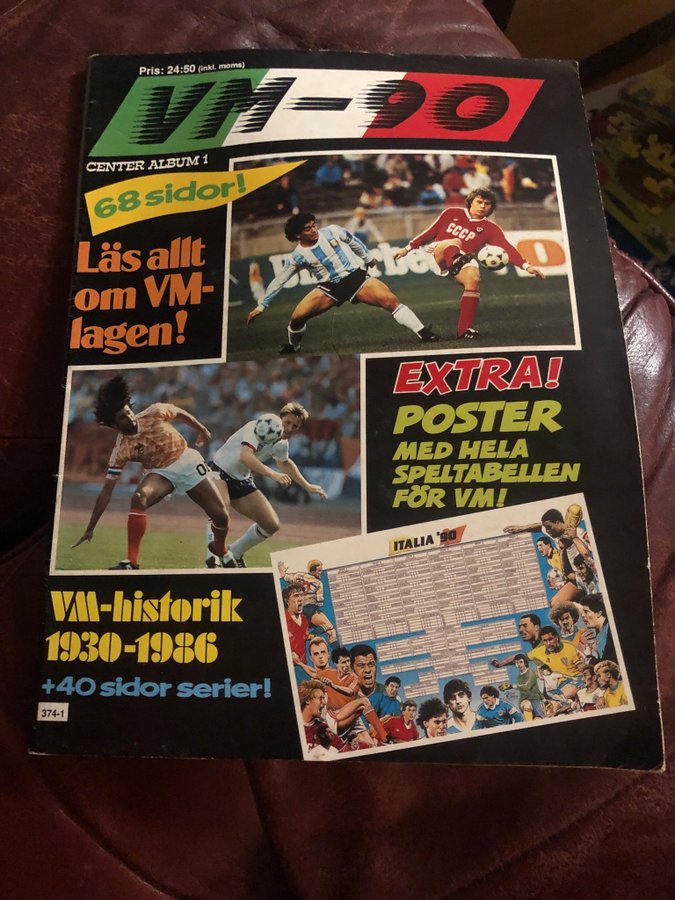 Pris: 24:50 (inkl. moms)
VM-90
CENTER ALBUM 1
68 sidor!
Läs allt
om VM-
lagen!
CCCP
EXTRA!
POSTER
MED HELA
SPELTABELLEN
FÖR VM!
ITALIA '90
VM-historik
1930-1986
+40 sidor serier!
374-1